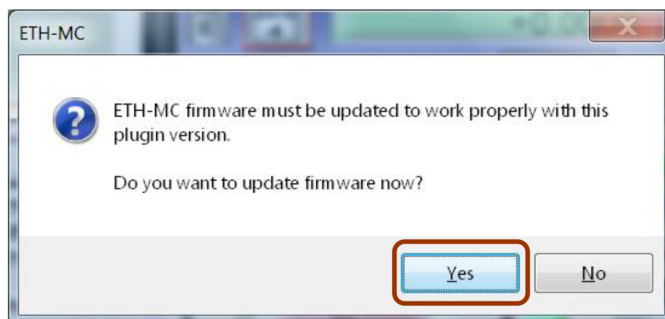 ETH-MC
ETH-MC firmware must be updated to work properly with this
plugin version.
Do you want to update firmware now?
Yes
No